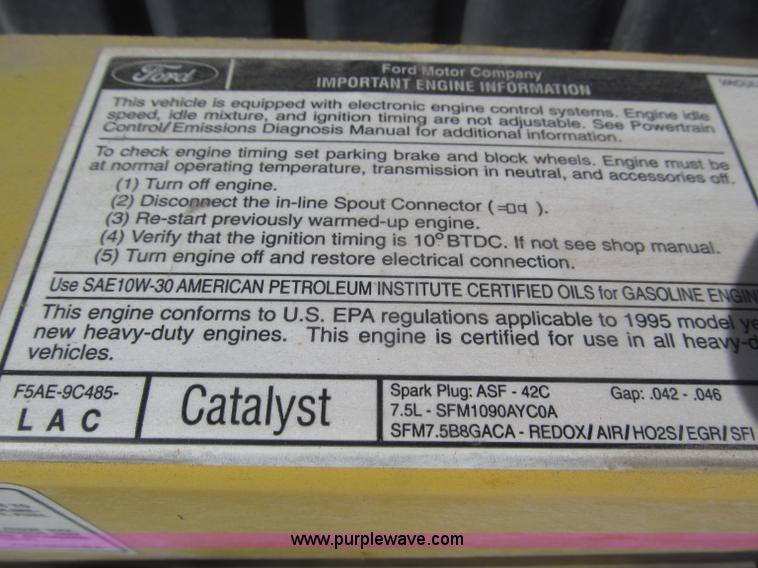 Ford
Ford Motor Company
IMPORTANT ENGINE INFORMATION
This vehicle is equipped with electronic engine control systems. Engine idle
speed, idle mixture, and ignition timing are not adjustable. See Powertrain
Control/Emissions Diagnosis Manual for additional information.
To check engine timing set parking brake and block wheels. Engine must be
at normal operating temperature, transmission in neutral, and accessories off.
(1) Turn off engine.
(2) Disconnect the in-line Spout Connector ( ).
(3) Re-start previously warmed-up engine.
(4) Verify that the ignition timing is 10° BTDC. If not see shop manual.
(5) Turn engine off and restore electrical connection.
Use SAE10W-30 AMERICAN PETROLEUM INSTITUTE CERTIFIED OILS for GASOLINE ENGIN
This engine conforms to U.S. EPA regulations applicable to 1995 model ye
new heavy-duty engines. This engine is certified for use in all heavy-d
vehicles.
F5AE-9C485-
L A C
Catalyst
Spark Plug: ASF - 42C Gap: .042 - .046
7.5L - SFM1090AYC0A
SFM7.5B8GACA - REDOX/AIR/HO2S/EGR/SFI
VACUU
www.purplewave.com